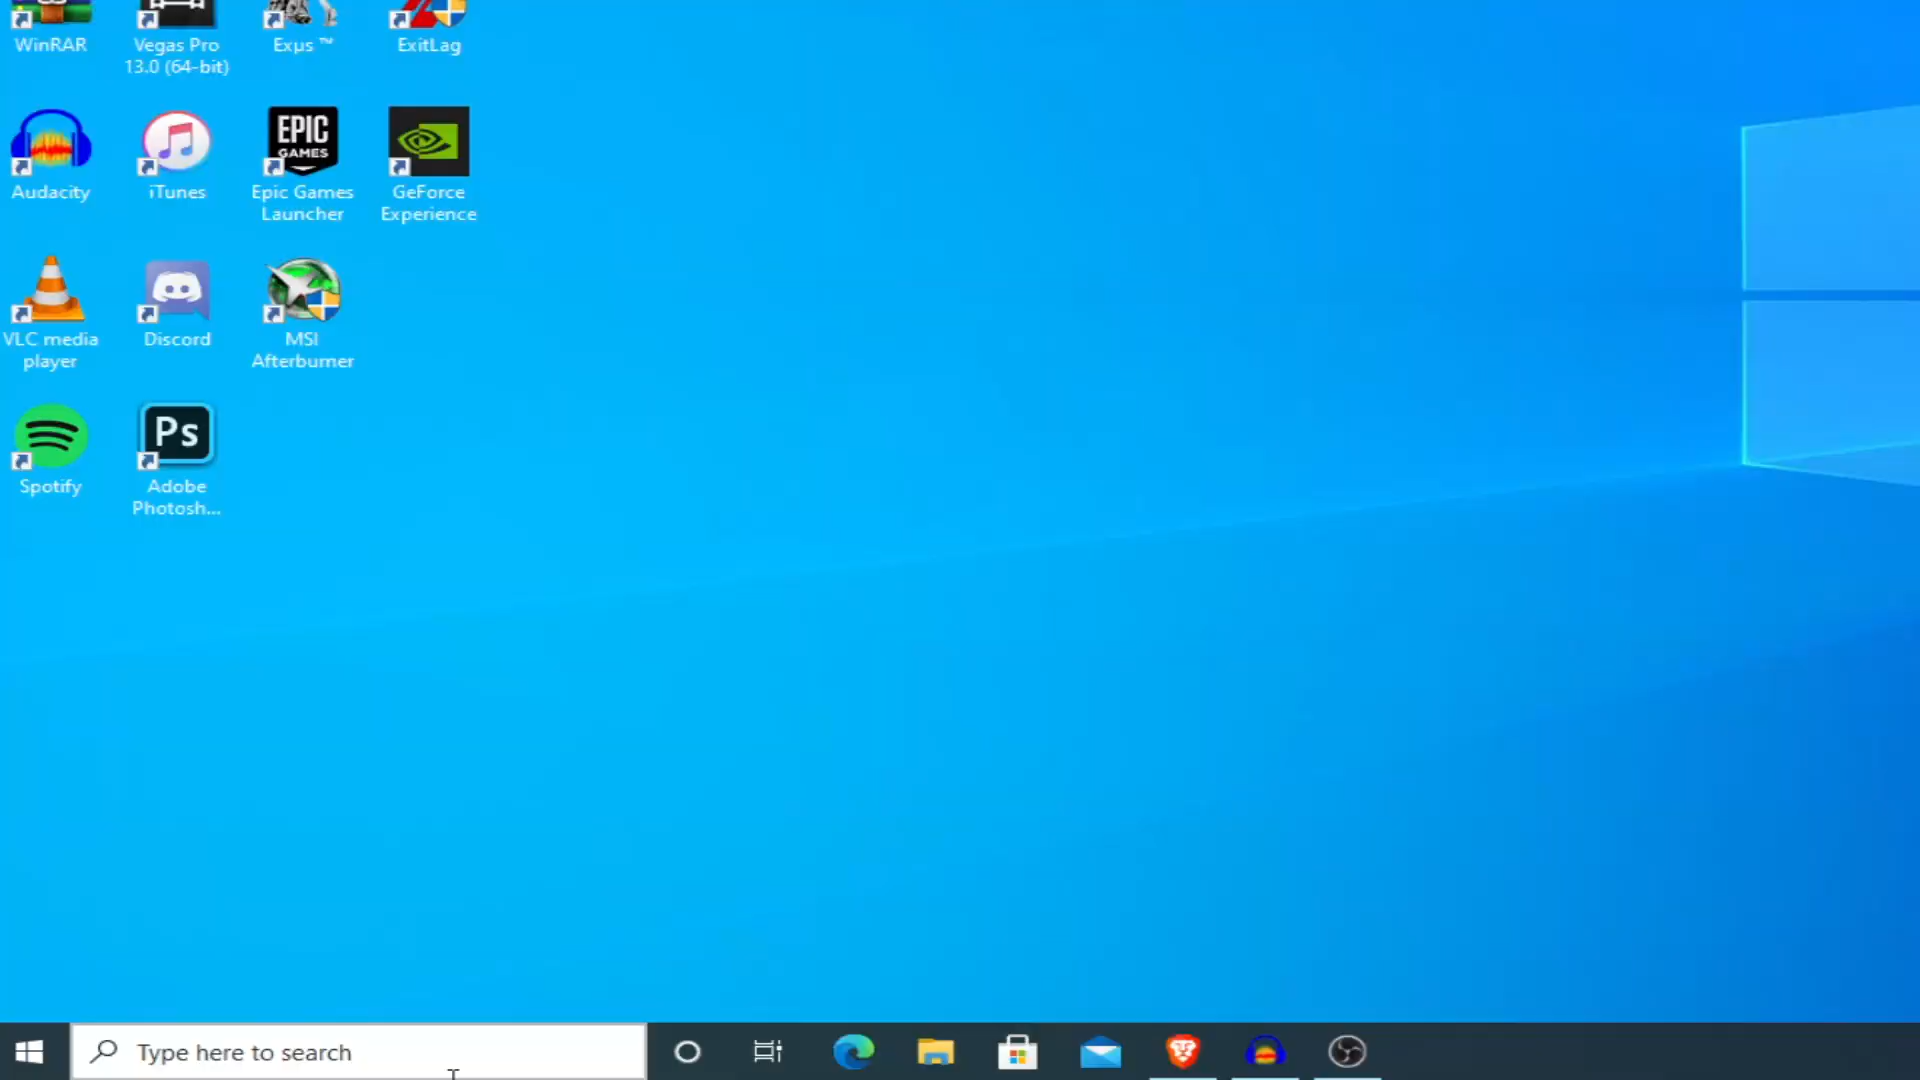 WinRAR
Vegas Pro
13.0 (64-bit)
Exμs ™
ExitLag
EPIC
GAMES
Audacity
iTunes
Epic Games
Launcher
GeForce
Experience
VLC media
player
Discord
MSI
Afterburner
Ps
Spotify
Adobe
Photosh...
Type here to search